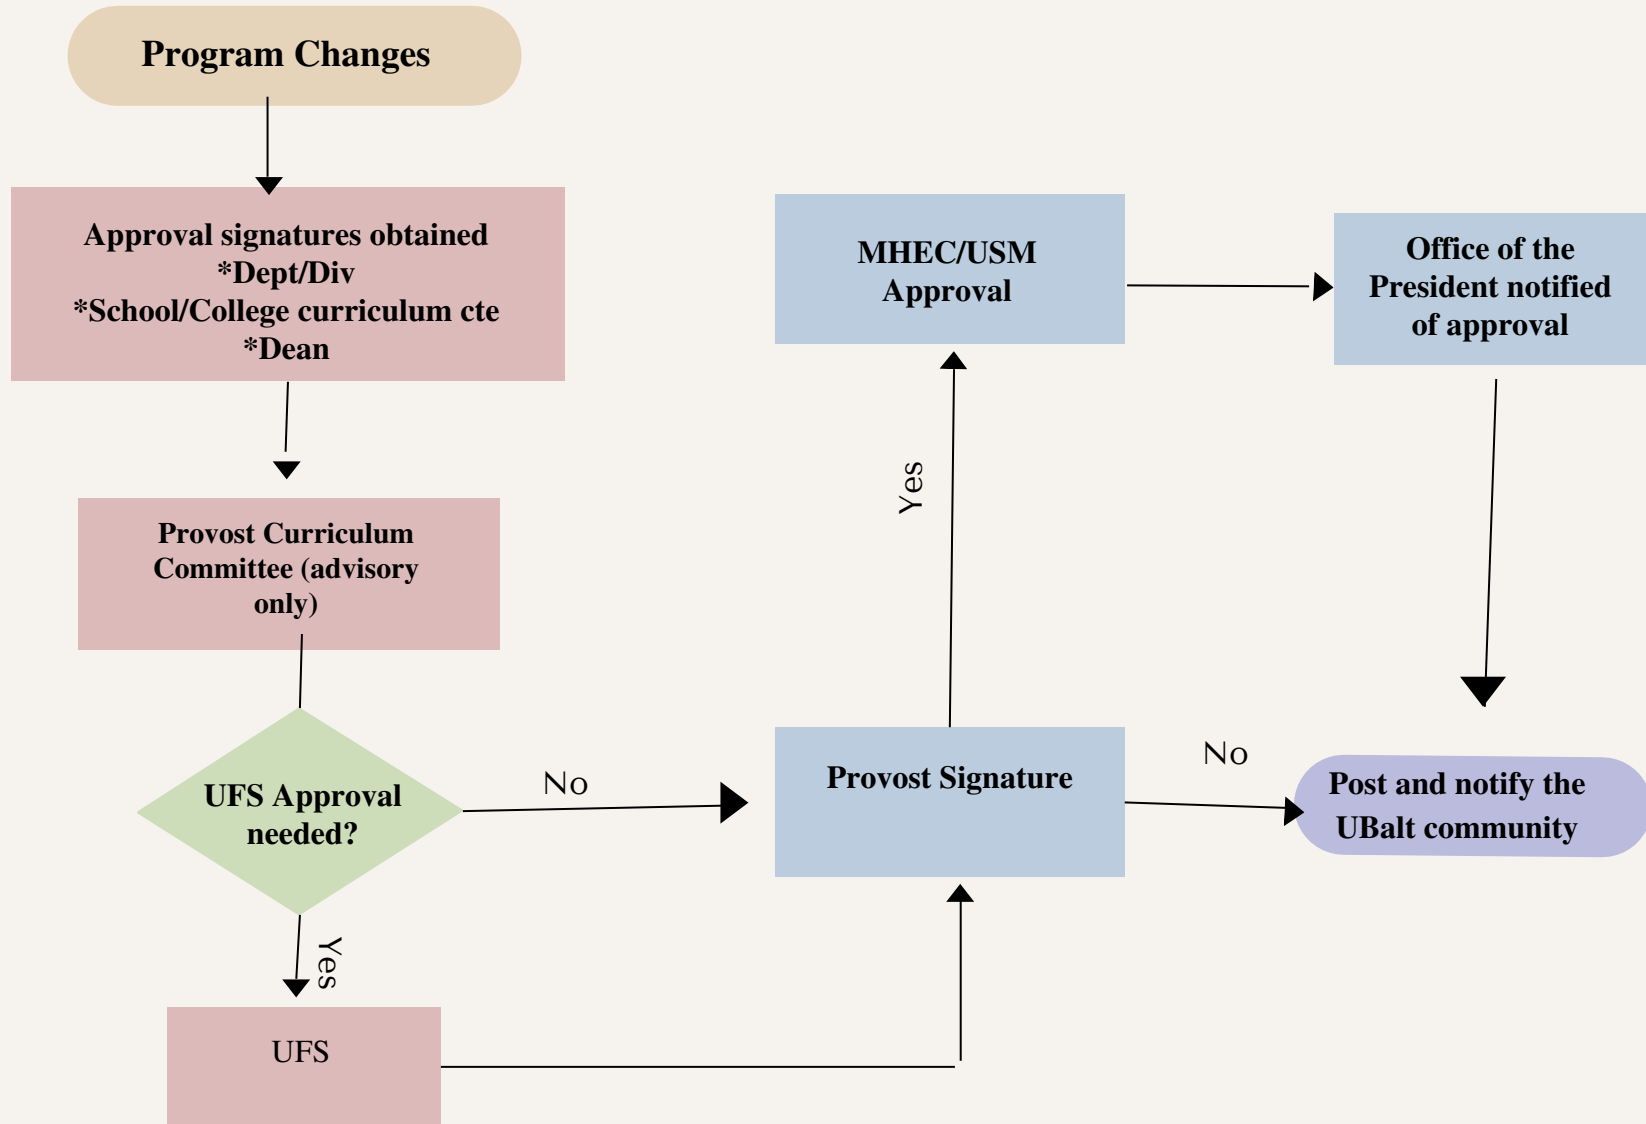 Program Changes
Approval signatures obtained
*Dept/Div
*School/College curriculum cte
*Dean
Provost Curriculum
Committee (advisory
only)
UFS Approval
needed?
No
Yes
UFS
Provost Signature
Yes
No
MHEC/USM
Approval
Office of the
President notified
of approval
Post and notify the
UBalt community